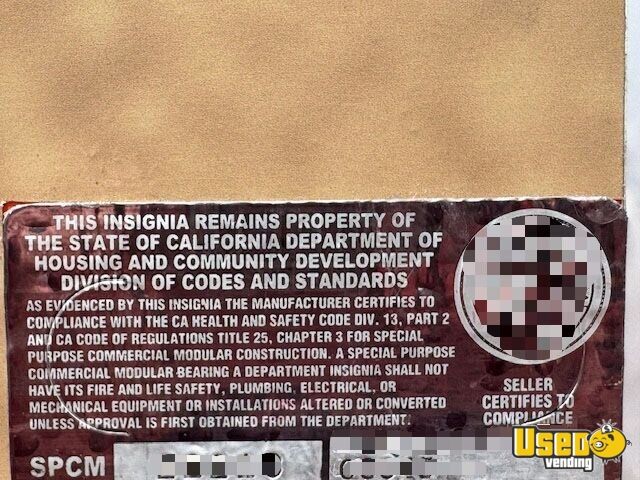 THIS INSIGNIA REMAINS PROPERTY OF
THE STATE OF CALIFORNIA DEPARTMENT OF
HOUSING AND COMMUNITY DEVELOPMENT
DIVISION OF CODES AND STANDARDS
AS EVIDENCED BY THIS INSIGNIA THE MANUFACTURER CERTIFIES TO
COMPLIANCE WITH THE CA HEALTH AND SAFETY CODE DIV. 13, PART 2
AND CA CODE OF REGULATIONS TITLE 25, CHAPTER 3 FOR SPECIAL
PURPOSE COMMERCIAL MODULAR CONSTRUCTION. A SPECIAL PURPOSE
COMMERCIAL MODULAR BEARING A DEPARTMENT INSIGNIA SHALL NOT
HAVE ITS FIRE AND LIFE SAFETY, PLUMBING, ELECTRICAL, OR
MECHANICAL EQUIPMENT OR INSTALLATIONS ALTERED OR CONVERTED
UNLESS APPROVAL IS FIRST OBTAINED FROM THE DEPARTMENT.
SELLER
CERTIFIES TO
COMPLIANCE
SPCM
Used
vending